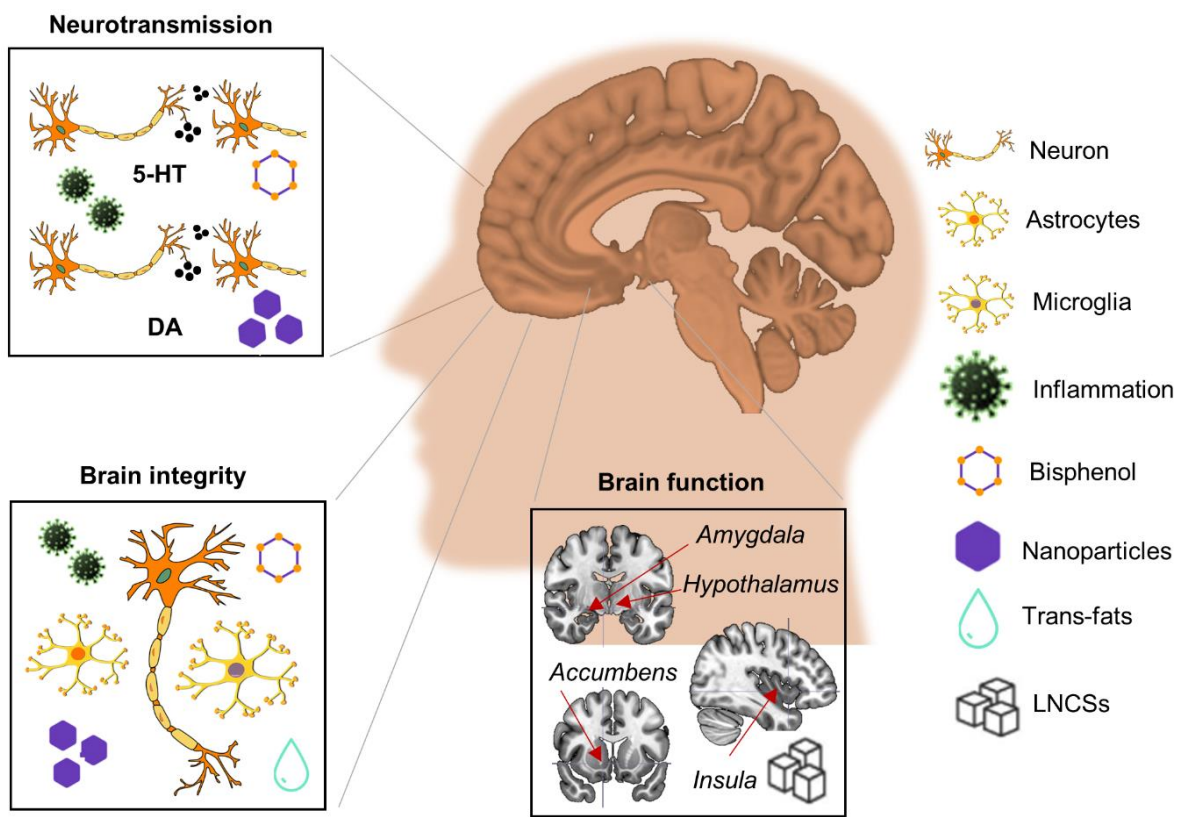 Neurotransmission
5-HT
DA
Brain integrity
Brain function
Amygdala
Hypothalamus
Accumbens
Insula
Neuron
Astrocytes
Microglia
Inflammation
Bisphenol
Nanoparticles
Trans-fats
LNCSs